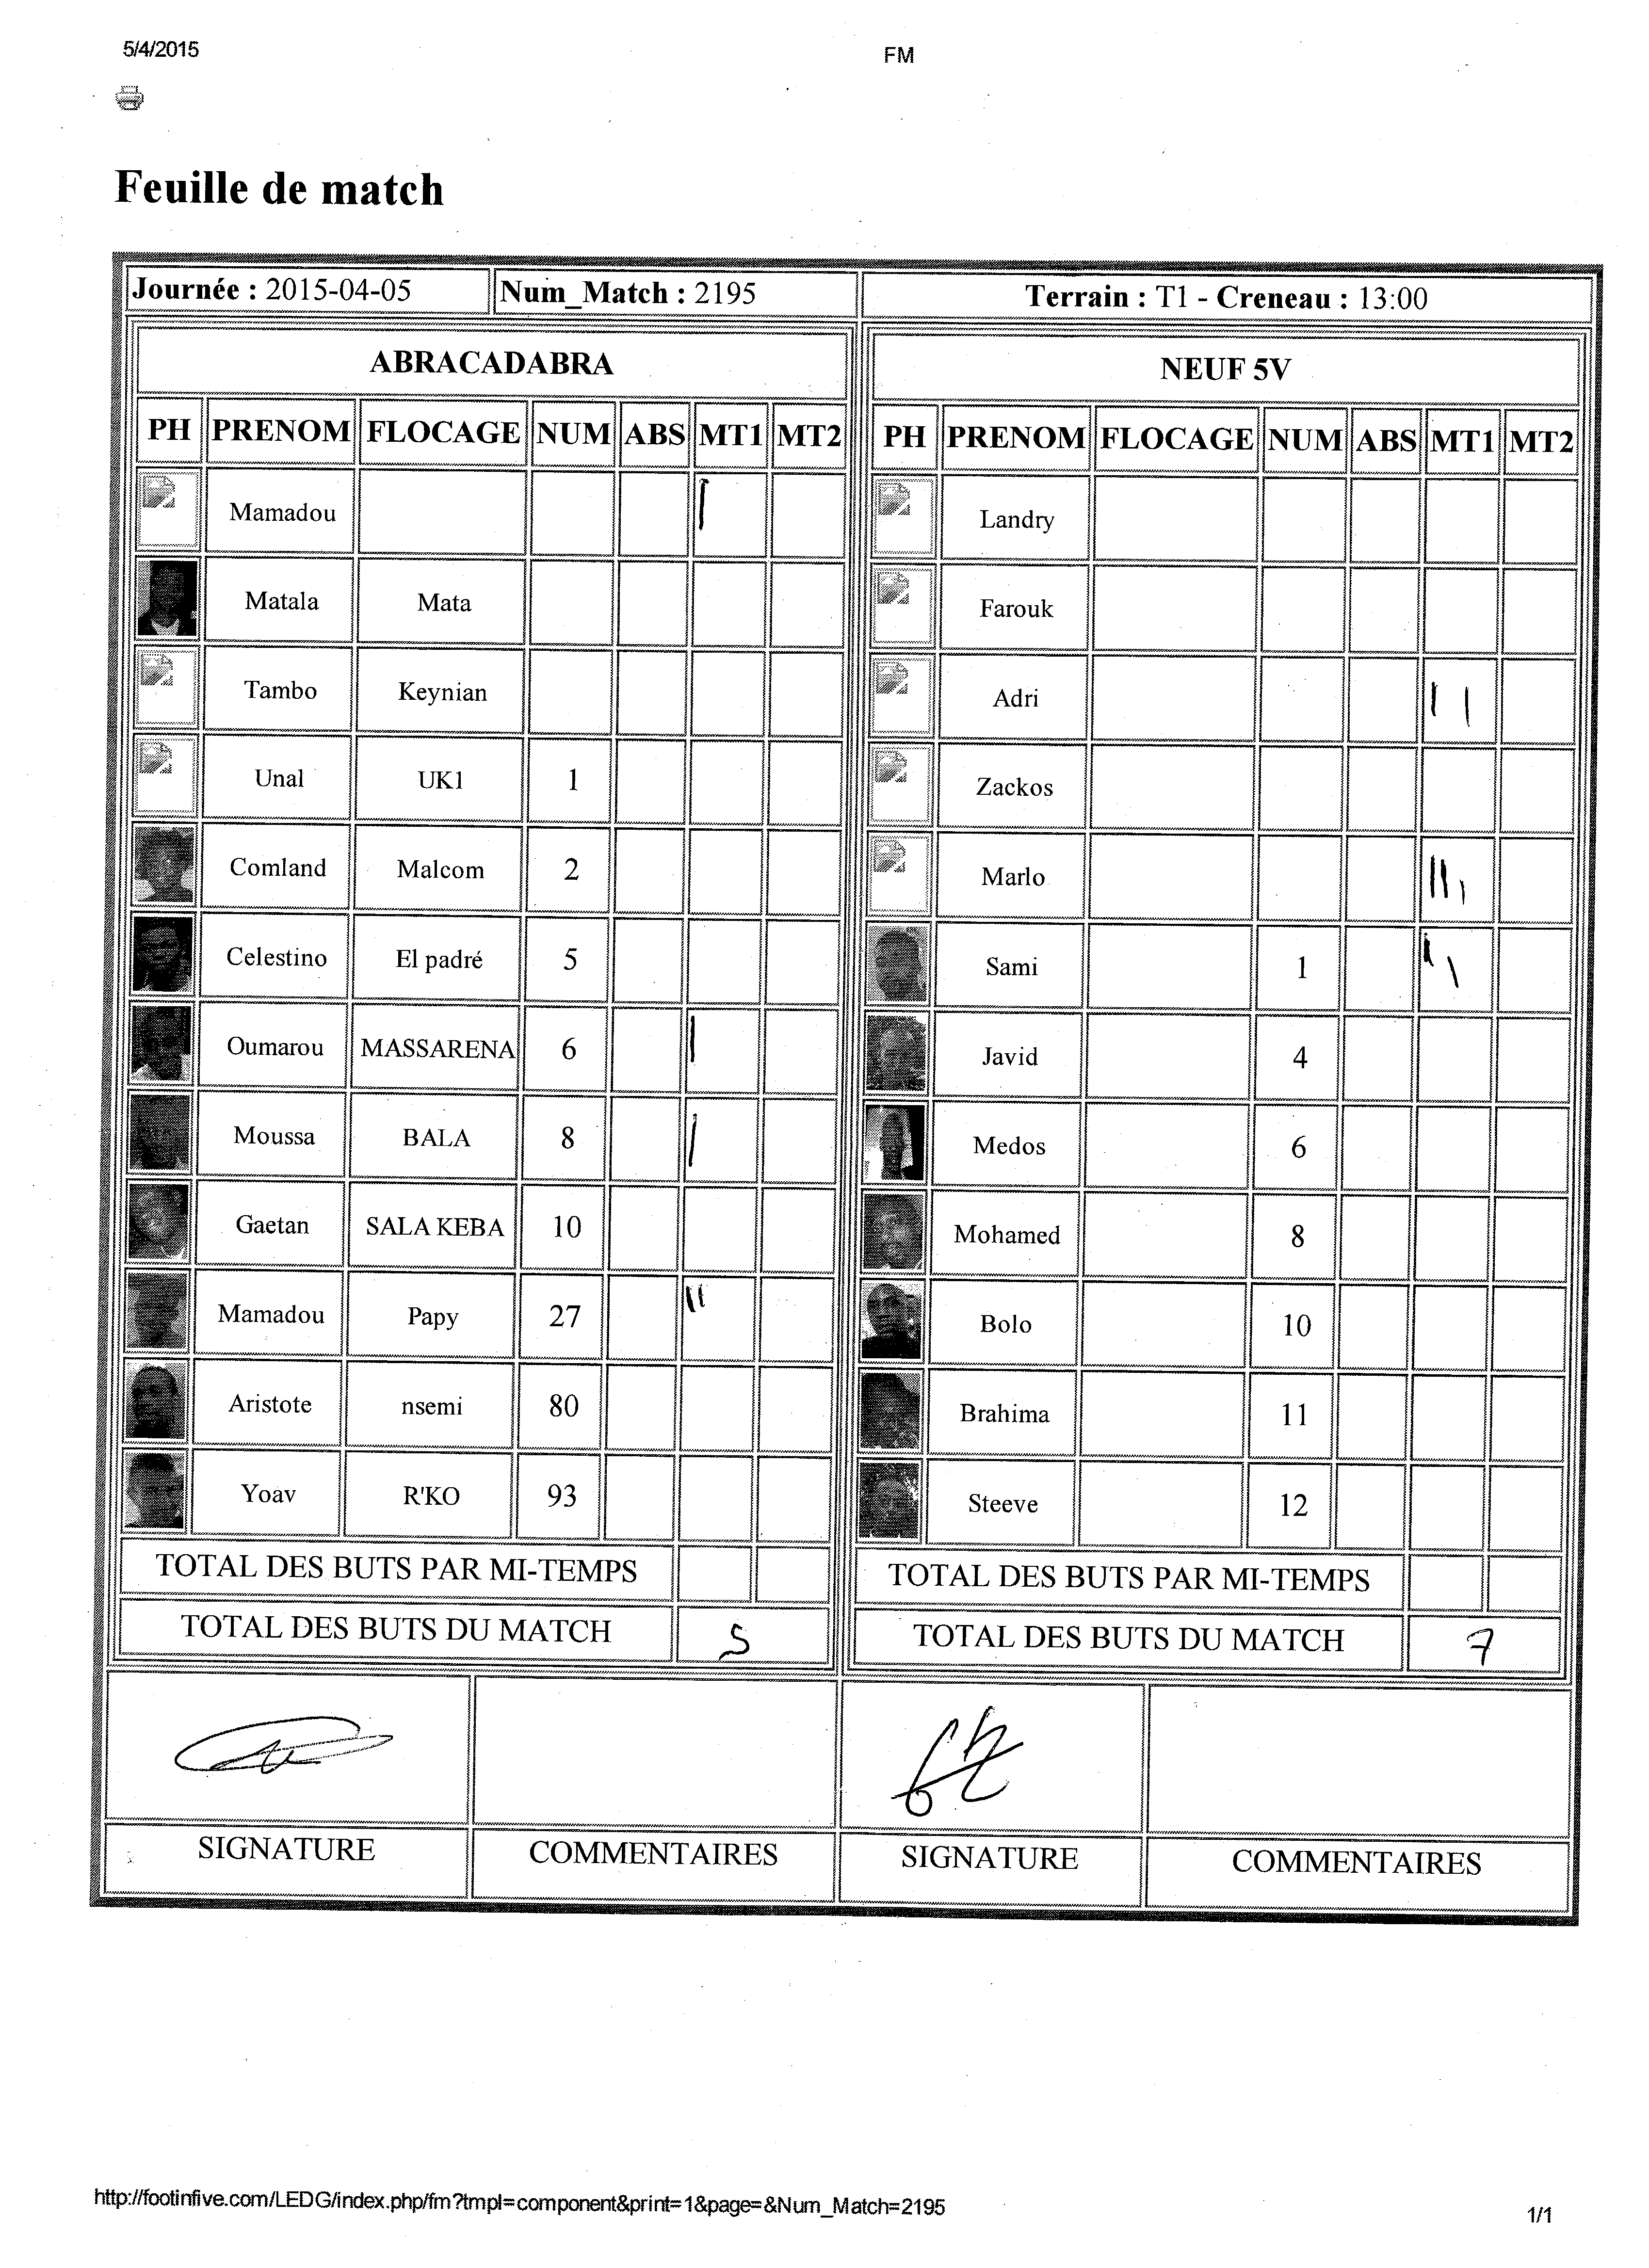 5/4/2015 FM
Feuille de match
Journée : 2015-04-05 Num_Match : 2195 Terrain : T1 - Creneau : 13:00
ABRACADABRA NEUF 5V
PH PRENOM FLOCAGE NUM ABS MT1 MT2 PH PRENOM FLOCAGE NUM ABS MT1 MT2
Mamadou | Landry
Matala Mata Farouk
Tambo Keynian Adri ||
Unal UK1 1 Zackos
Comland Malcom 2 Marlo |||
Celestino El padré 5 Sami 1 ||
Oumarou MASSARENA 6 | Javid 4
Moussa BALA 8 | Medos 6
Gaetan SALA KEBA 10 Mohamed 8
Mamadou Papy 27 || Bolo 10
Aristote nsemi 80 Brahima 11
Yoav R'KO 93 Steeve 12
TOTAL DES BUTS PAR MI-TEMPS TOTAL DES BUTS PAR MI-TEMPS
TOTAL DES BUTS DU MATCH 5 TOTAL DES BUTS DU MATCH 7
SIGNATURE COMMENTAIRES SIGNATURE COMMENTAIRES
http://footinfive.com/LEDG/index.php/fm?tmpl=component&print=1&page=&Num_Match=2195 1/1